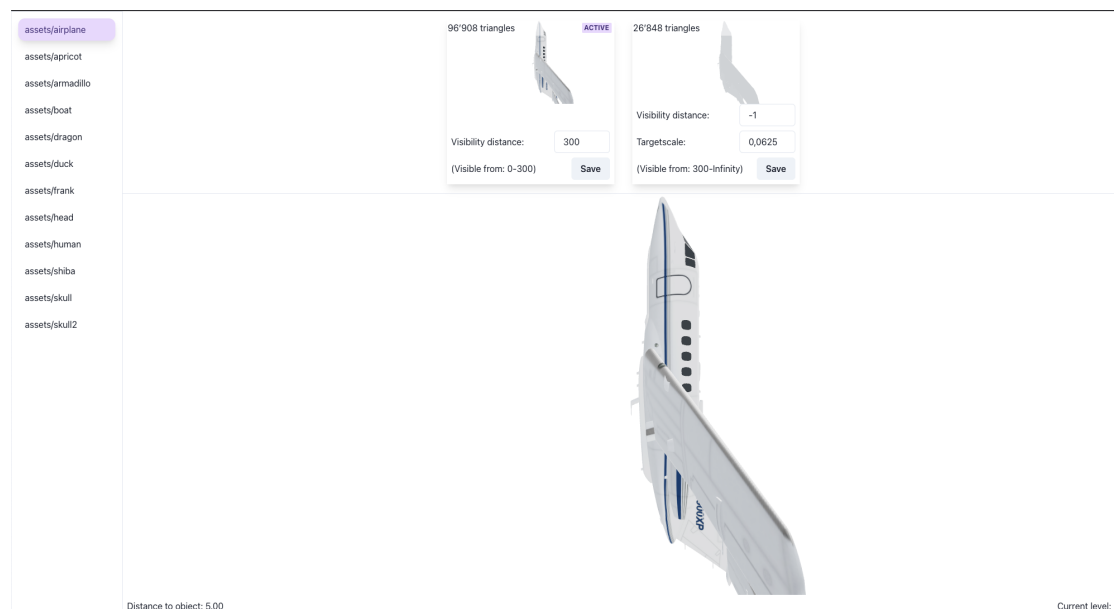 assets/airplane
assets/apricot
assets/armadillo
assets/boat
assets/dragon
assets/duck
assets/frank
assets/head
assets/human
assets/shiba
assets/skull
assets/skull2
96’908 triangles ACTIVE
Visibility distance: 300
(Visible from: 0-300) Save
26’848 triangles
Visibility distance: -1
Targetscale: 0,0625
(Visible from: 300-Infinity) Save
Distance to object: 5.00
Current level: